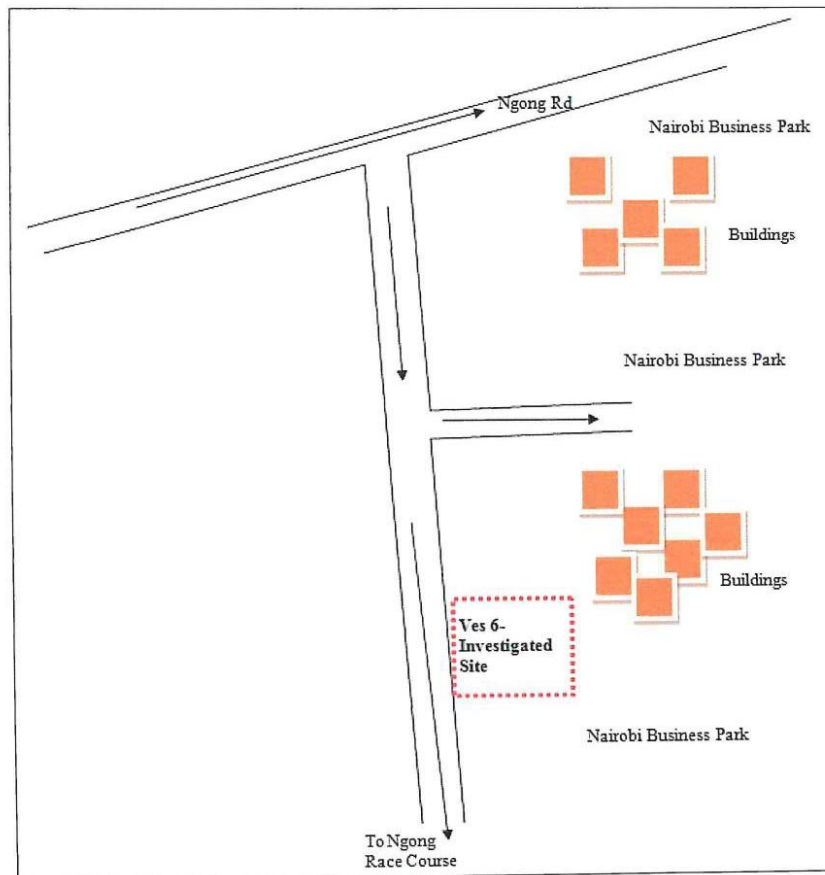 Ngong Rd
Nairobi Business Park
Buildings
Nairobi Business Park
Buildings
Ves 6-
Investigated
Site
Nairobi Business Park
To Ngong
Race Course